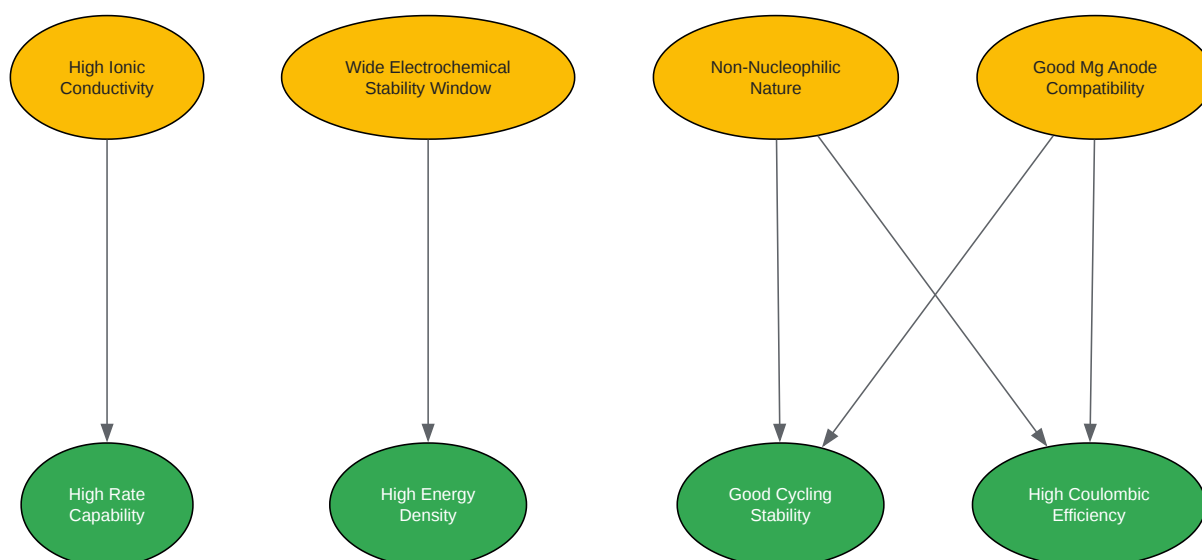 High Ionic
Conductivity
Wide Electrochemical
Stability Window
Non-Nucleophilic
Nature
Good Mg Anode
Compatibility
High Rate
Capability
High Energy
Density
Good Cycling
Stability
High Coulombic
Efficiency